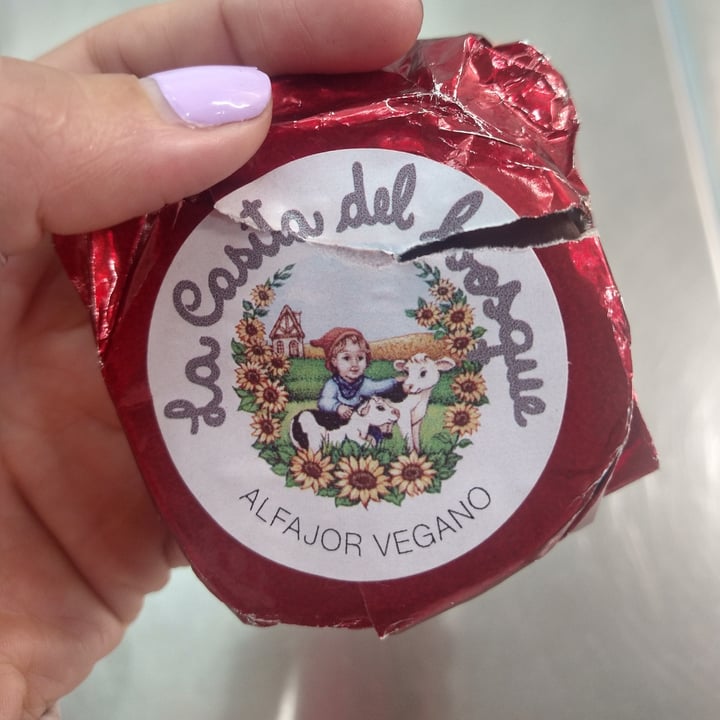 La Casita del bosque
ALFAJOR VEGANO